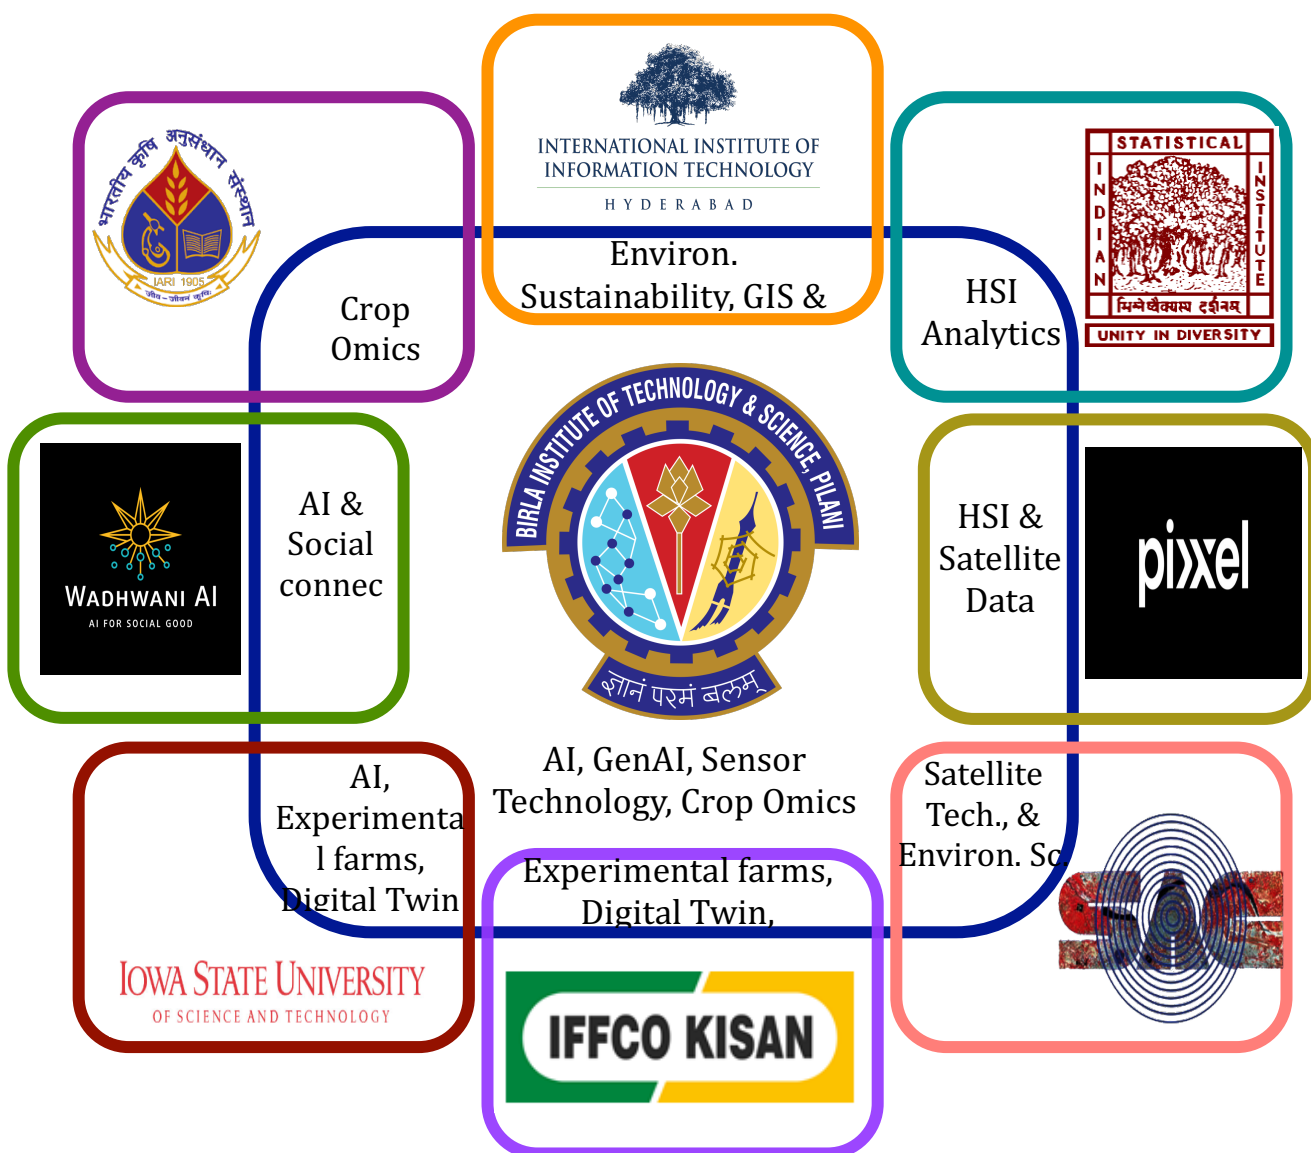 INTERNATIONAL INSTITUTE OF
INFORMATION TECHNOLOGY
HYDERABAD
Environ.
Sustainability, GIS &
भारतीय कृषि अनुसंधान संस्थान
IARI 1905
Crop
Omics
STATISTICAL
INDIAN
INSTITUTE
UNITY IN DIVERSITY
HSI
Analytics
WADHWANI AI
AI FOR SOCIAL GOOD
AI &
Social
connec
BIRLA INSTITUTE OF TECHNOLOGY & SCIENCE, PILANI
ज्ञानं परमं बलम्
AI, GenAI, Sensor
Technology, Crop Omics
HSI &
Satellite
Data
pixxel
AI,
Experimenta
l farms,
Digital Twin
IOWA STATE UNIVERSITY
OF SCIENCE AND TECHNOLOGY
Experimental farms,
Digital Twin,
IFFCO KISAN
Satellite
Tech., &
Environ. Sc.
SAC